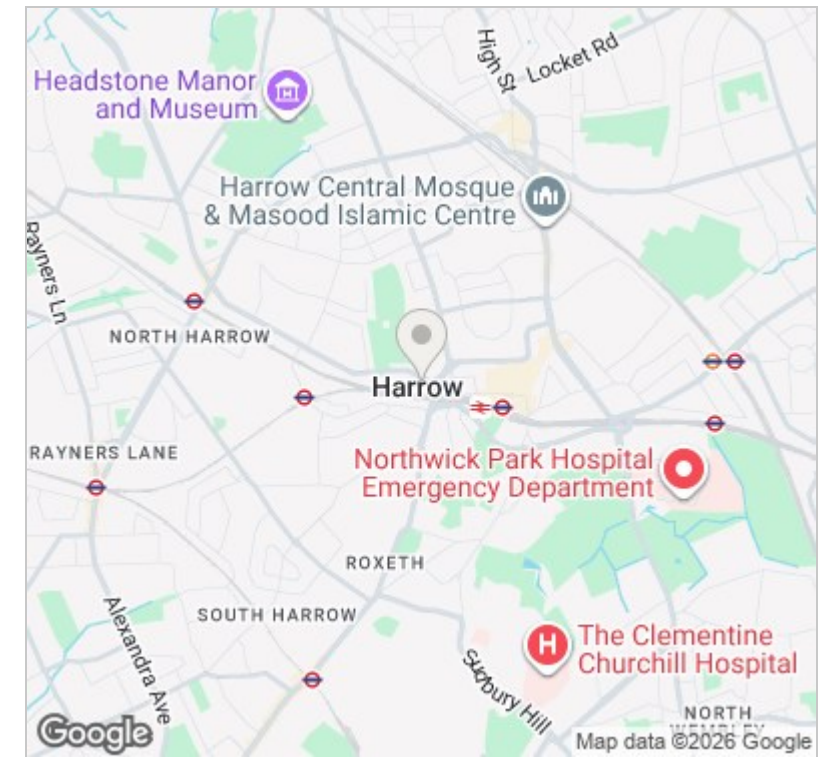 High St
Locket Rd
Headstone Manor
and Museum
Harrow Central Mosque
& Masood Islamic Centre
Rayners Ln
NORTH HARROW
Harrow
RAYNERS LANE
Northwick Park Hospital
Emergency Department
ROXETH
SOUTH HARROW
Alexandra Ave
Sudbury Hill
H
The Clementine
Churchill Hospital
NORTH
WEMBLEY
Google
Map data ©2026 Google